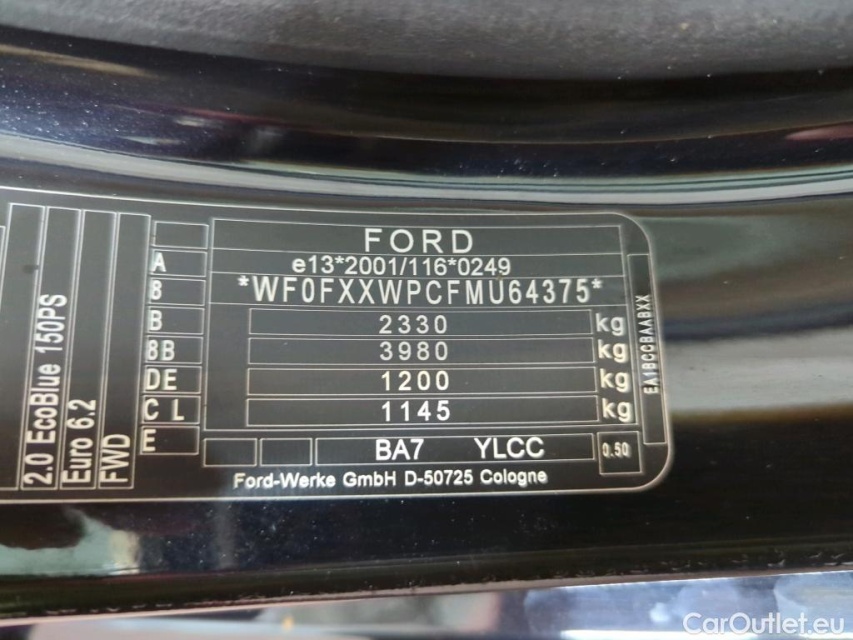 FORD
e13*2001/116*0249
*WF0FXXWPCFMU64375*
2330 kg
3980 kg
1200 kg
1145 kg
BA7 YLCC 0.50
Ford-Werke GmbH D-50725 Cologne
A
8
B
8B
DE
C L
E
2.0 EcoBlue 150PS
Euro 6.2
FWD
EA1BCCBAABXX
CarOutlet.eu